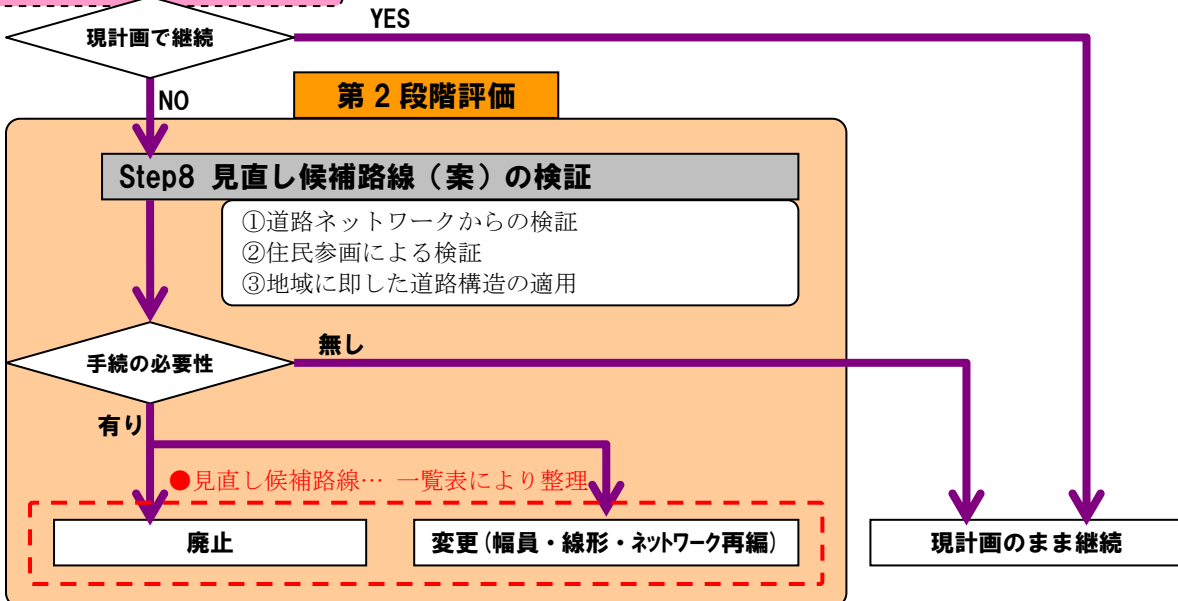 YES
現計画で継続
NO
第２段階評価
Step8 見直し候補路線（案）の検証
①道路ネットワークからの検証
②住民参画による検証
③地域に即した道路構造の適用
無し
手続の必要性
有り
●見直し候補路線… 一覧表により整理
廃止
変更(幅員・線形・ﾈｯﾄﾜｰｸ再編)
現計画のまま継続